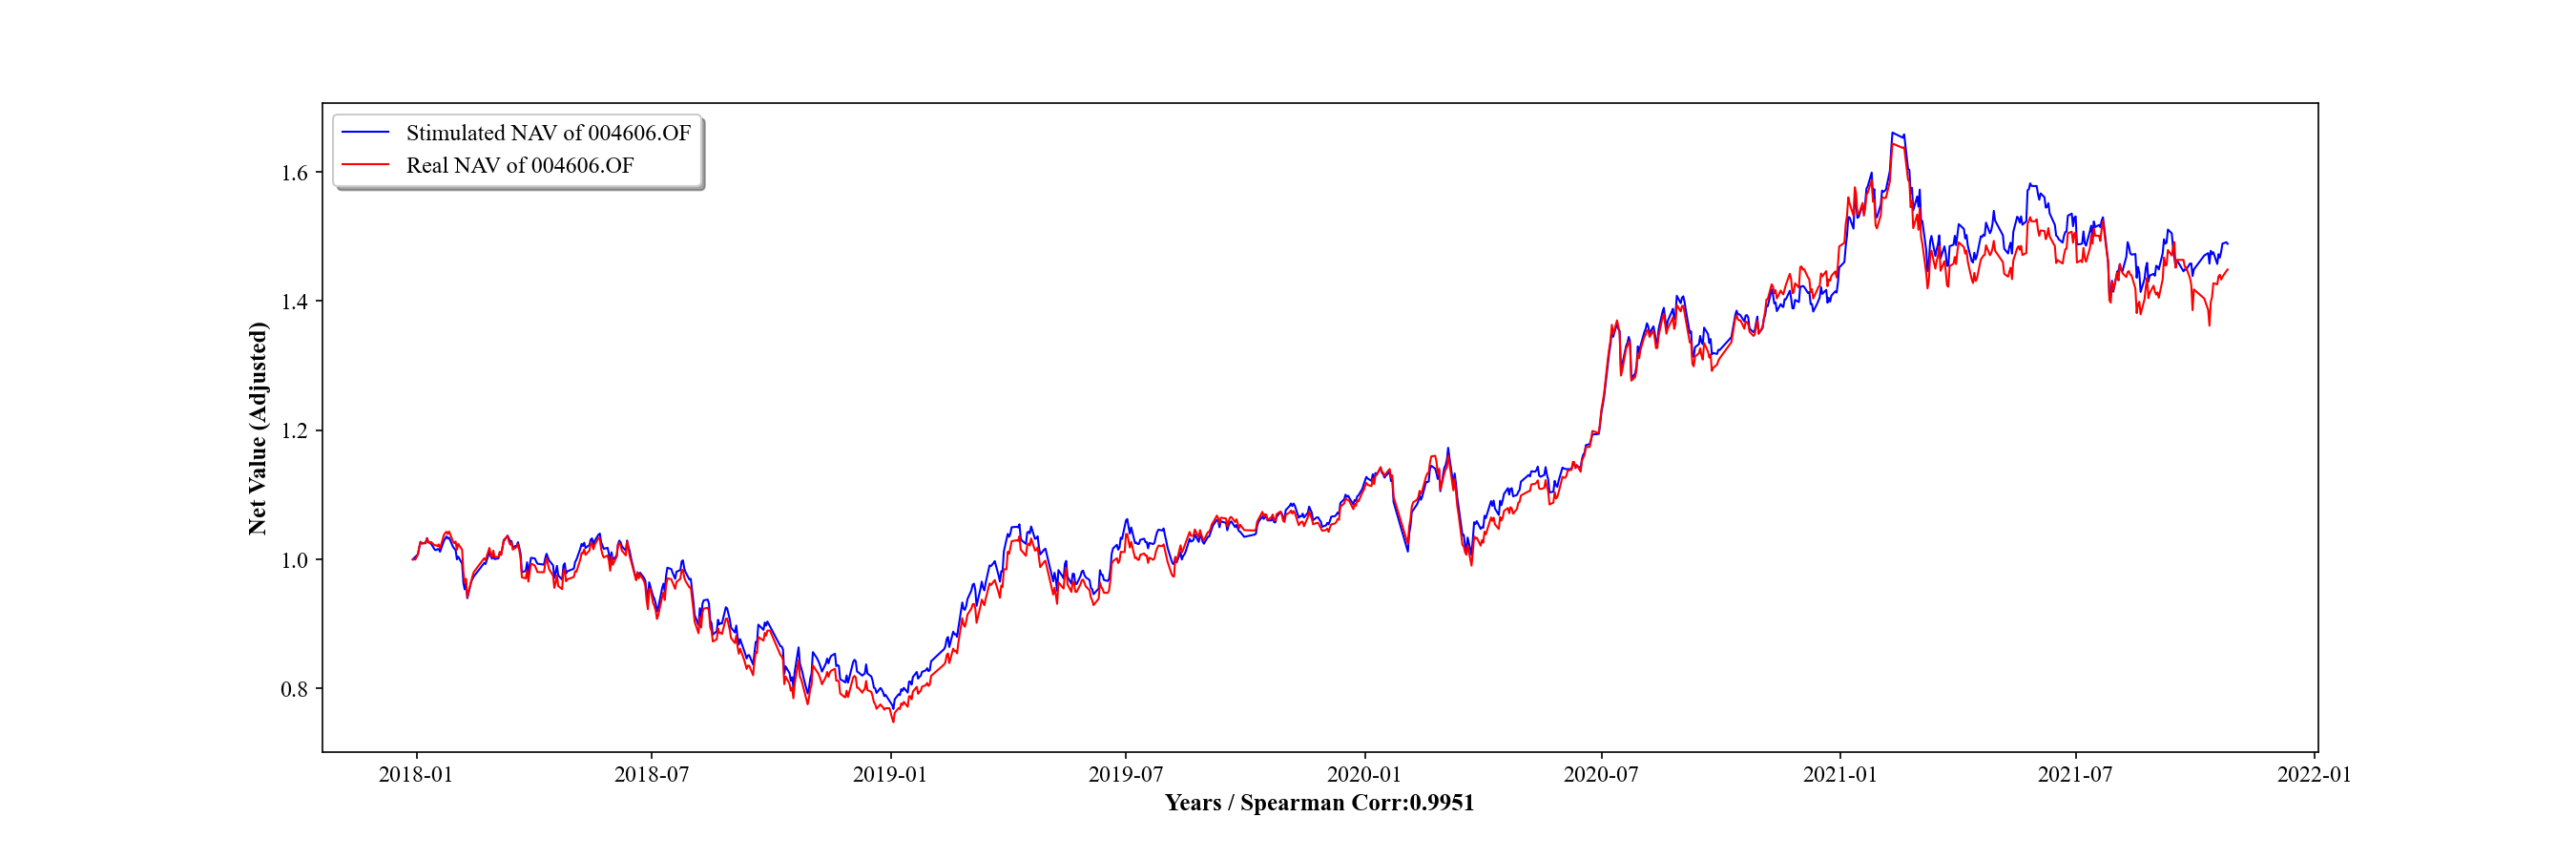 Stimulated NAV of 004606.OF
Real NAV of 004606.OF
Net Value (Adjusted)
1.6
1.4
1.2
1.0
0.8
2018-01 2018-07 2019-01 2019-07 2020-01 2020-07 2021-01 2021-07 2022-01
Years / Spearman Corr:0.9951